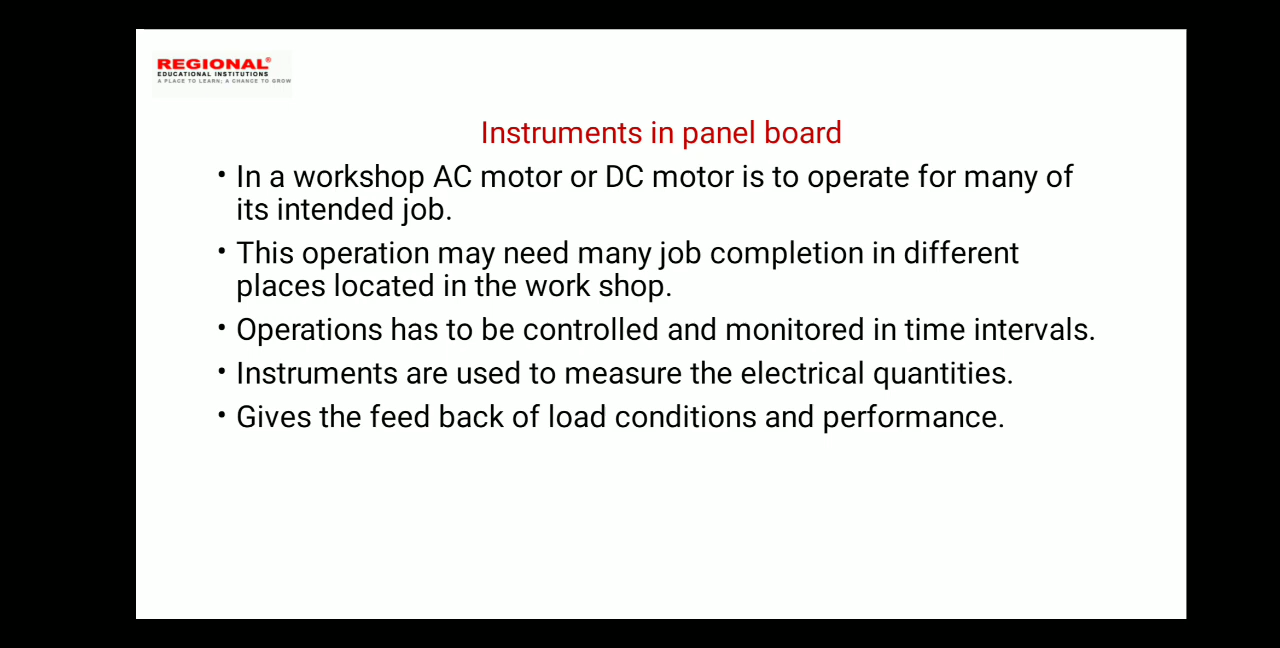 REGIONAL®
EDUCATIONAL INSTITUTIONS
A PLACE TO LEARN; A CHANCE TO GROW
Instruments in panel board
• In a workshop AC motor or DC motor is to operate for many of
its intended job.
• This operation may need many job completion in different
places located in the work shop.
• Operations has to be controlled and monitored in time intervals.
• Instruments are used to measure the electrical quantities.
• Gives the feed back of load conditions and performance.